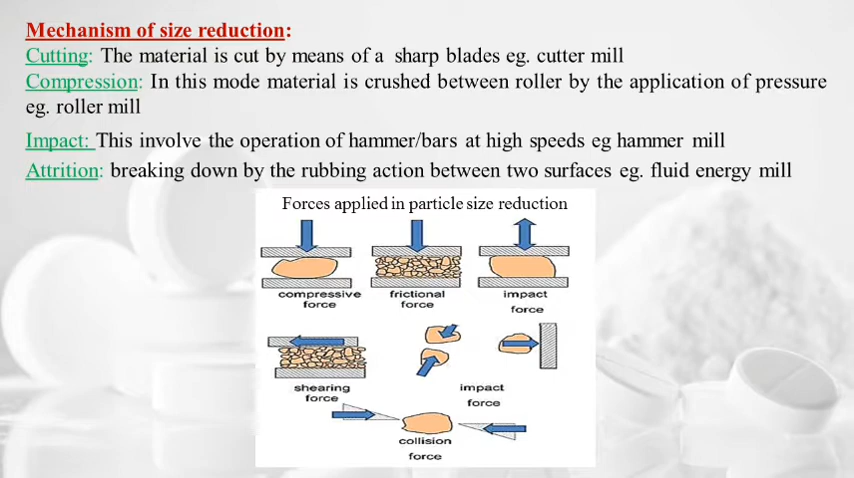 Mechanism of size reduction:
Cutting: The material is cut by means of a sharp blades eg. cutter mill
Compression: In this mode material is crushed between roller by the application of pressure
eg. roller mill
Impact: This involve the operation of hammer/bars at high speeds eg hammer mill
Attrition: breaking down by the rubbing action between two surfaces eg. fluid energy mill
Forces applied in particle size reduction
compressive
force
frictional
force
impact
force
shearing
force
impact
force
collision
force